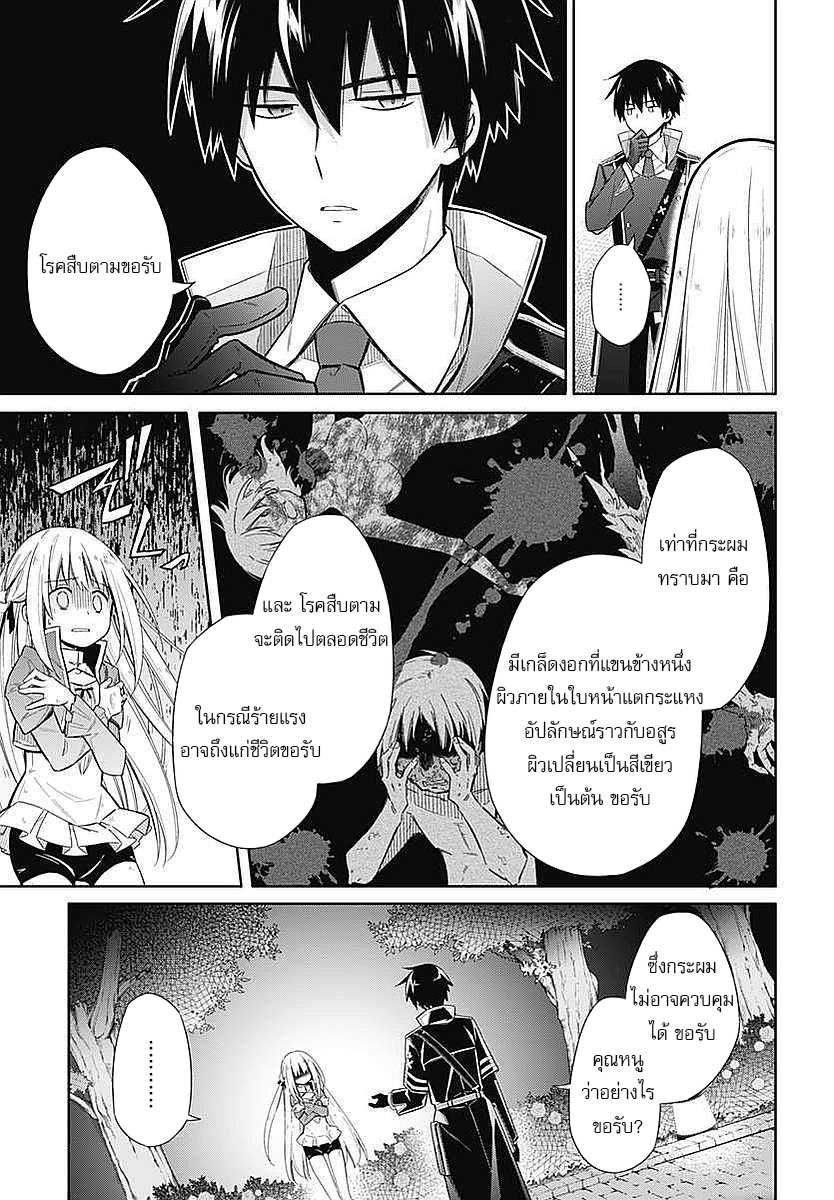 ………
โรคสืบตามขอรับ
เท่าที่กระผม
ทราบมา คือ
มีเกล็ดงอกที่แขนข้างหนึ่ง
ผิวภายในใบหน้าแตกระแหง
อัปลักษณ์ราวกับอสูร
ผิวเปลี่ยนเป็นสีเขียว
เป็นต้น ขอรับ
และ โรคสืบตาม
จะติดไปตลอดชีวิต
ในกรณีร้ายแรง
อาจถึงแก่ชีวิตขอรับ
ゾゾゾッ
ซึ่งกระผม
ไม่อาจควบคุม
ได้ ขอรับ
คุณหนู
ว่าอย่างไร
ขอรับ?
…………